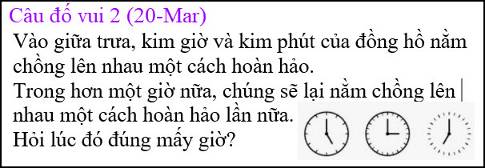 Câu đố vui 2 (20-Mar)
Vào giữa trưa, kim giờ và kim phút của đồng hồ nằm
chồng lên nhau một cách hoàn hảo.
Trong hơn một giờ nữa, chúng sẽ lại nằm chồng lên
nhau một cách hoàn hảo lần nữa.
Hỏi lúc đó đúng mấy giờ?